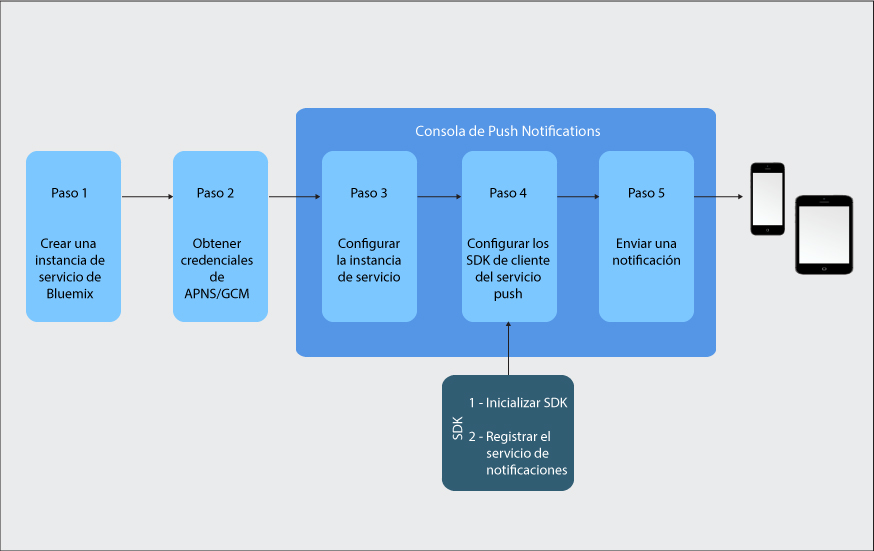 Consola de Push Notifications
Paso 1
Crear una
instancia de
servicio de
Bluemix
Paso 2
Obtener
credenciales
de
APNS/GCM
Paso 3
Configurar
la instancia
de servicio
Paso 4
Configurar los
SDK de cliente
del servicio
push
Paso 5
Enviar una
notificación
SDK
1 - Inicializar SDK
2 - Registrar el
servicio de
notificaciones